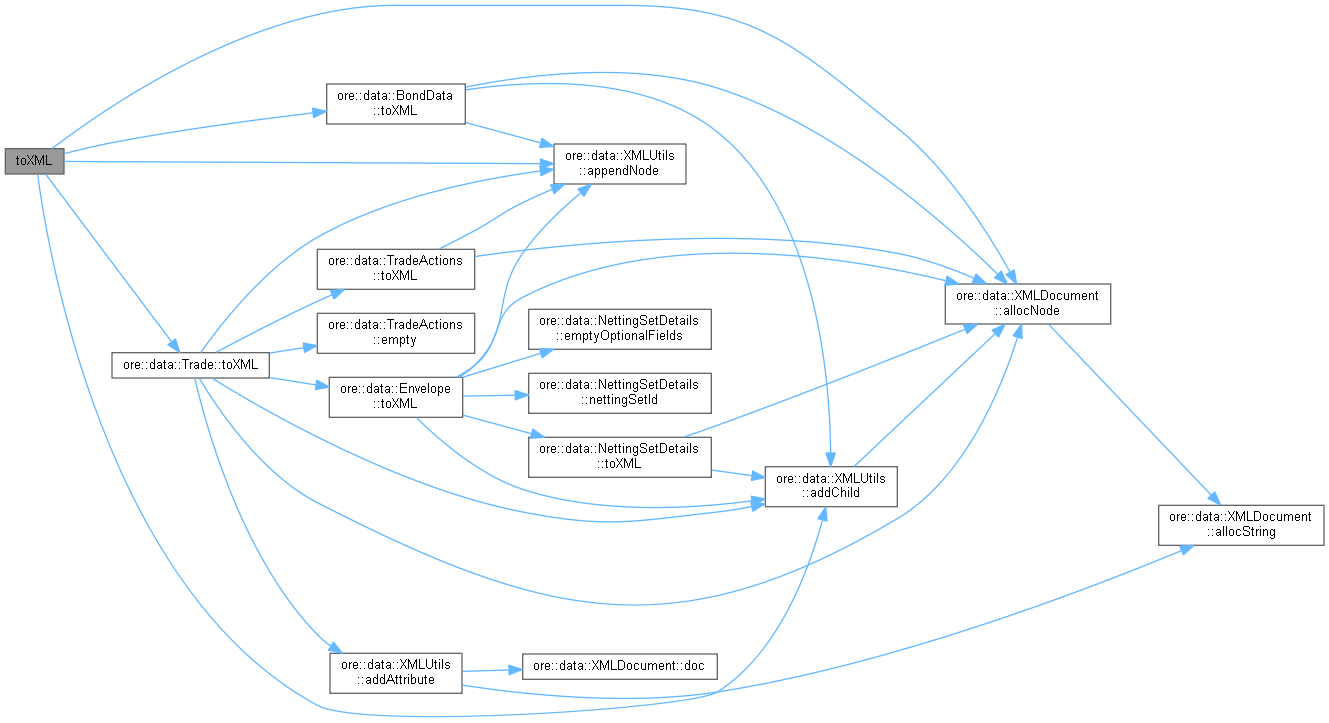 toXML
ore::data::BondData
::toXML
ore::data::XMLUtils
::appendNode
ore::data::TradeActions
::toXML
ore::data::XMLDocument
::allocNode
ore::data::TradeActions
::empty
ore::data::NettingSetDetails
::emptyOptionalFields
ore::data::Trade::toXML
ore::data::Envelope
::toXML
ore::data::NettingSetDetails
::nettingSetId
ore::data::NettingSetDetails
::toXML
ore::data::XMLUtils
::addChild
ore::data::XMLDocument
::allocString
ore::data::XMLUtils
::addAttribute
ore::data::XMLDocument::doc